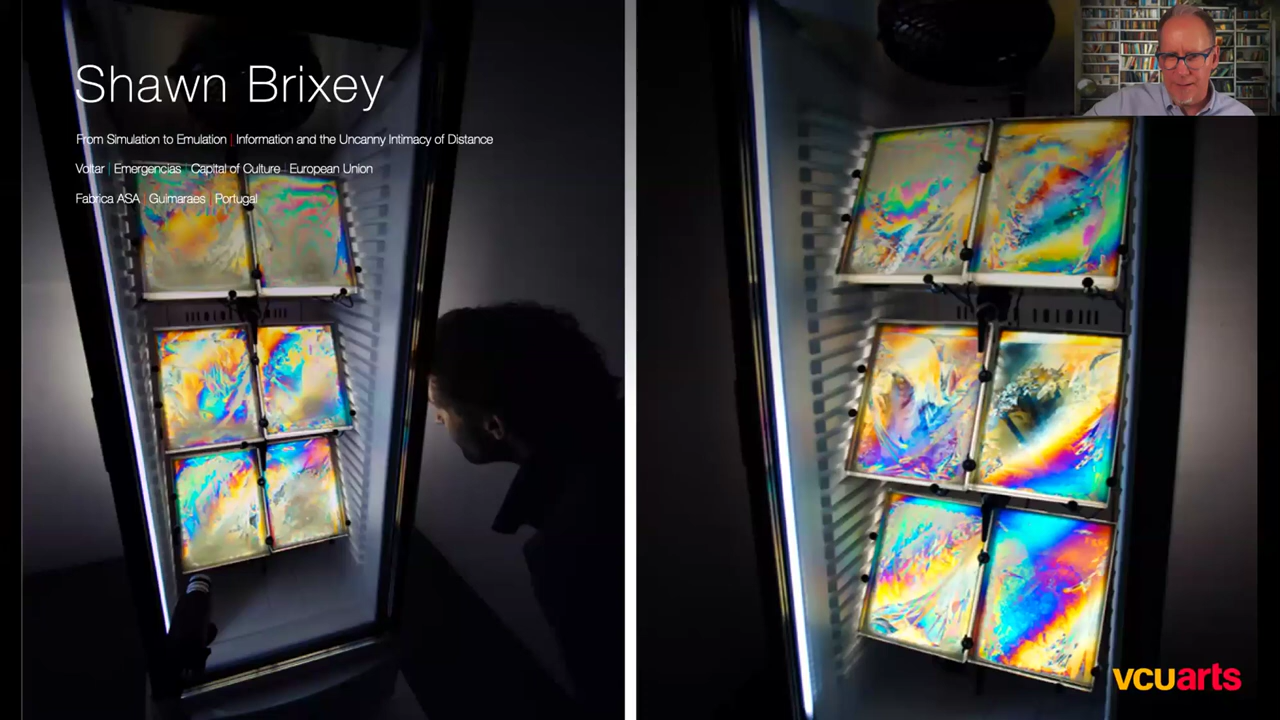 Shawn Brixey
From Simulation to Emulation | Information and the Uncanny Intimacy of Distance
Voltar | Emergencias | Capital of Culture | European Union
Fabrica ASA | Guimaraes | Portugal
vcuarts